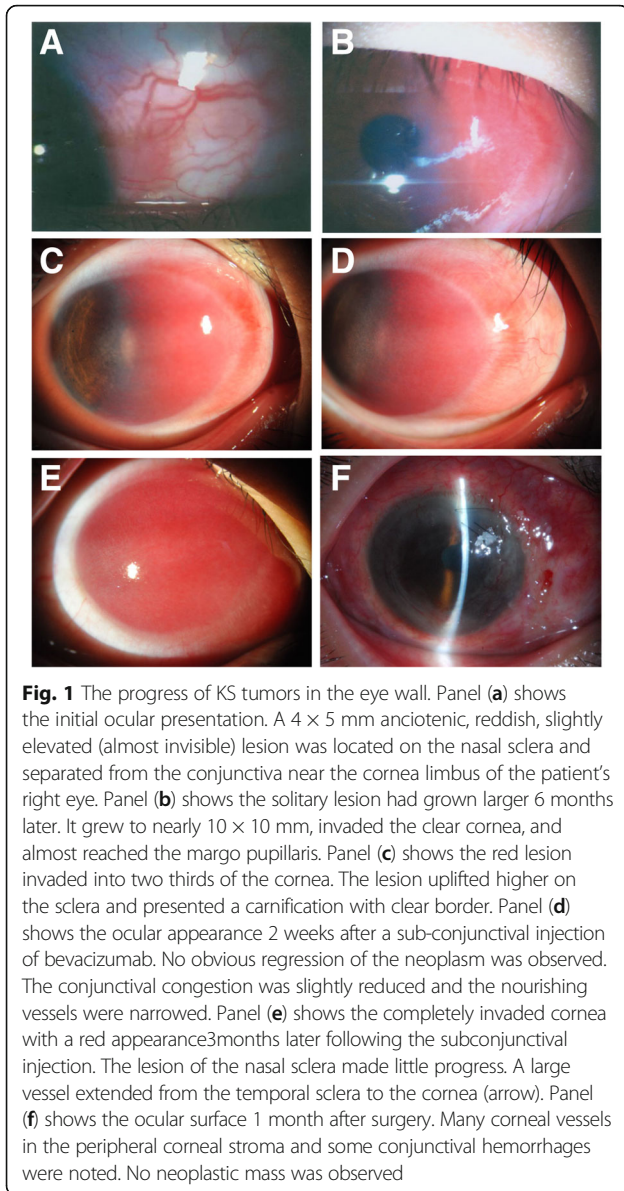 A
B
C
D
E
F
Fig. 1 The progress of KS tumors in the eye wall. Panel (a) shows
the initial ocular presentation. A 4 × 5 mm anciotenic, reddish, slightly
elevated (almost invisible) lesion was located on the nasal sclera and
separated from the conjunctiva near the cornea limbus of the patient's
right eye. Panel (b) shows the solitary lesion had grown larger 6 months
later. It grew to nearly 10 × 10 mm, invaded the clear cornea, and
almost reached the margo pupillaris. Panel (c) shows the red lesion
invaded into two thirds of the cornea. The lesion uplifted higher on
the sclera and presented a carnification with clear border. Panel (d)
shows the ocular appearance 2 weeks after a sub-conjunctival injection
of bevacizumab. No obvious regression of the neoplasm was observed.
The conjunctival congestion was slightly reduced and the nourishing
vessels were narrowed. Panel (e) shows the completely invaded cornea
with a red appearance3months later following the subconjunctival
injection. The lesion of the nasal sclera made little progress. A large
vessel extended from the temporal sclera to the cornea (arrow). Panel
(f) shows the ocular surface 1 month after surgery. Many corneal vessels
in the peripheral corneal stroma and some conjunctival hemorrhages
were noted. No neoplastic mass was observed